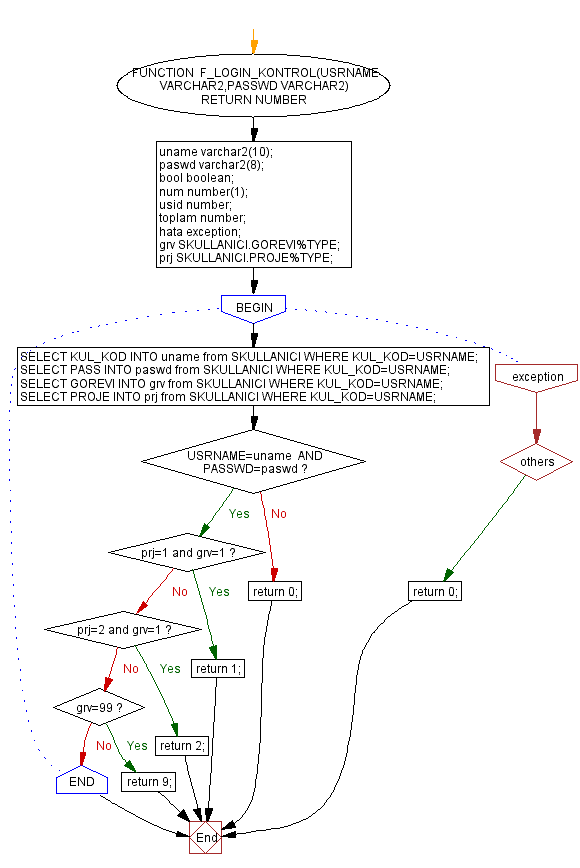 FUNCTION F_LOGIN_KONTROL(USRNAME
VARCHAR2,PASSWD VARCHAR2)
RETURN NUMBER
uname varchar2(10);
paswd varchar2(8);
bool boolean;
num number(1);
usid number;
toplam number;
hata exception;
grv SKULLANICI.GOREVI%TYPE;
prj SKULLANICI.PROJE%TYPE;
BEGIN
SELECT KUL_KOD INTO uname from SKULLANICI WHERE KUL_KOD=USRNAME;
SELECT PASS INTO paswd from SKULLANICI WHERE KUL_KOD=USRNAME;
SELECT GOREVI INTO grv from SKULLANICI WHERE KUL_KOD=USRNAME;
SELECT PROJE INTO prj from SKULLANICI WHERE KUL_KOD=USRNAME;
exception
USRNAME=uname AND
PASSWD=paswd ?
others
Yes
No
prj=1 and grv=1 ?
No
Yes
return 0;
return 0;
prj=2 and grv=1 ?
No
Yes
return 1;
grv=99 ?
No
Yes
return 2;
END
return 9;
End